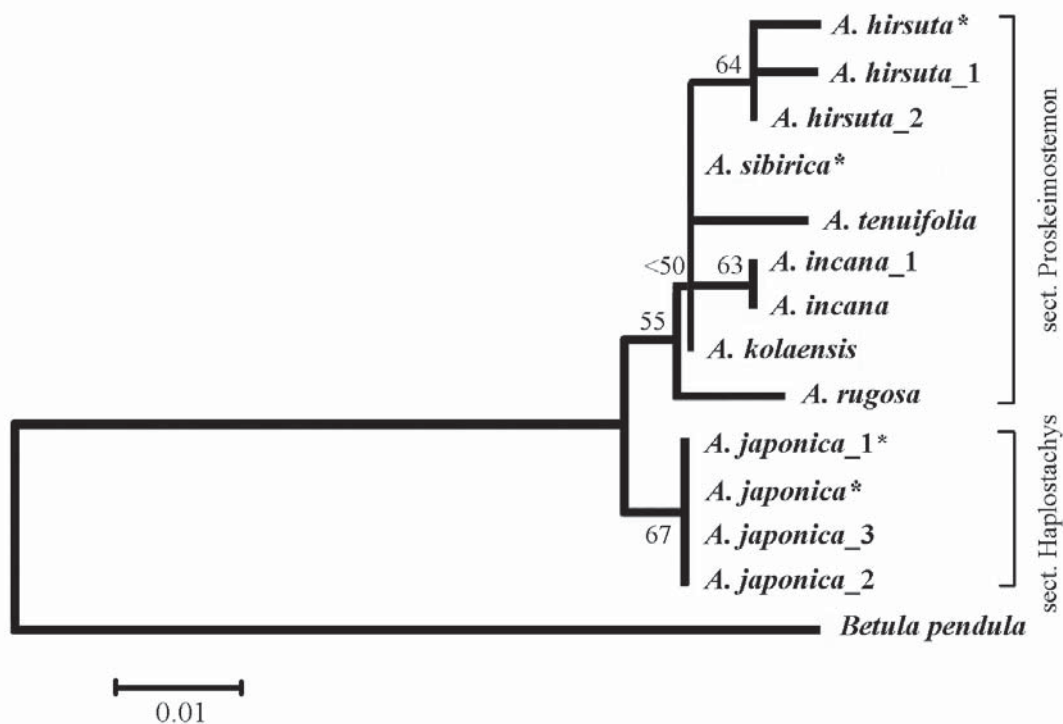 A. hirsuta*
64
A. hirsuta_1
A. hirsuta_2
A. sibirica*
A. tenuifolia
<50
63
A. incana_1
A. incana
55
A. kolaensis
A. rugosa
sect. Proskeimostemon
A. japonica_1*
A. japonica*
67
A. japonica_3
A. japonica_2
sect. Haplostachys
Betula pendula
0.01